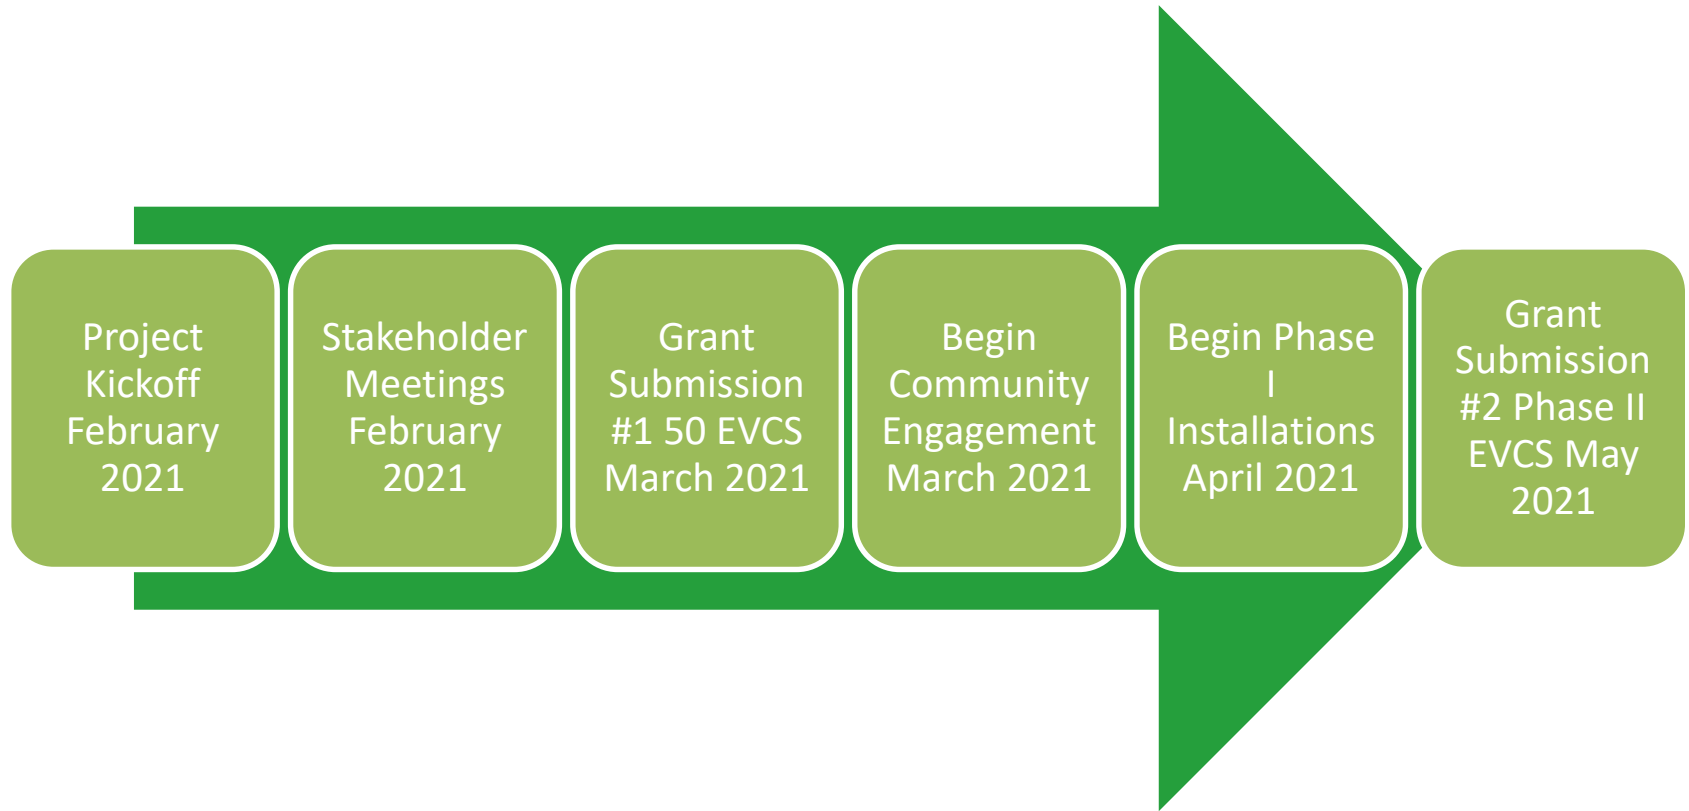 Project
Kickoff
February
2021
Stakeholder
Meetings
February
2021
Grant
Submission
#1 50 EVCS
March 2021
Begin
Community
Engagement
March 2021
Begin Phase
I
Installations
April 2021
Grant
Submission
#2 Phase II
EVCS May
2021